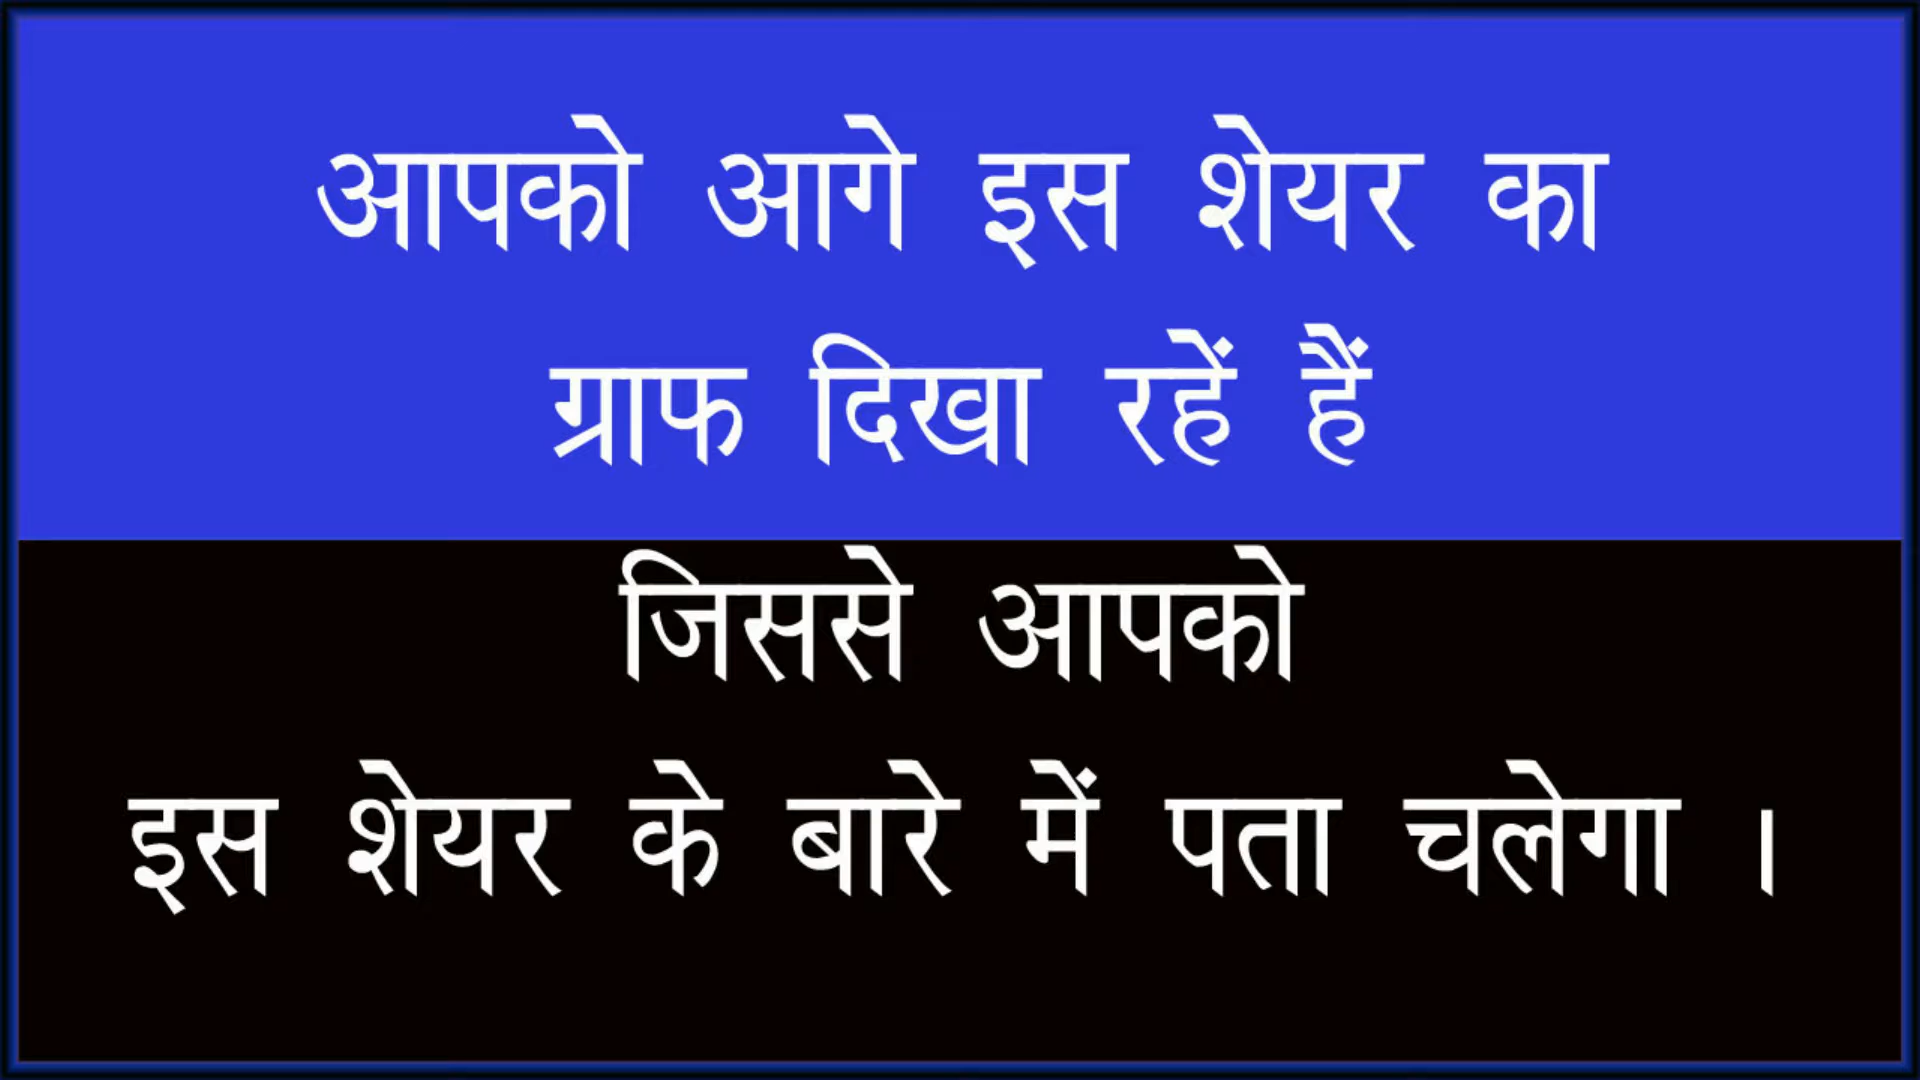 आपको आगे इस शेयर का
ग्राफ दिखा रहें हैं
जिससे आपको
इस शेयर के बारे में पता चलेगा ।